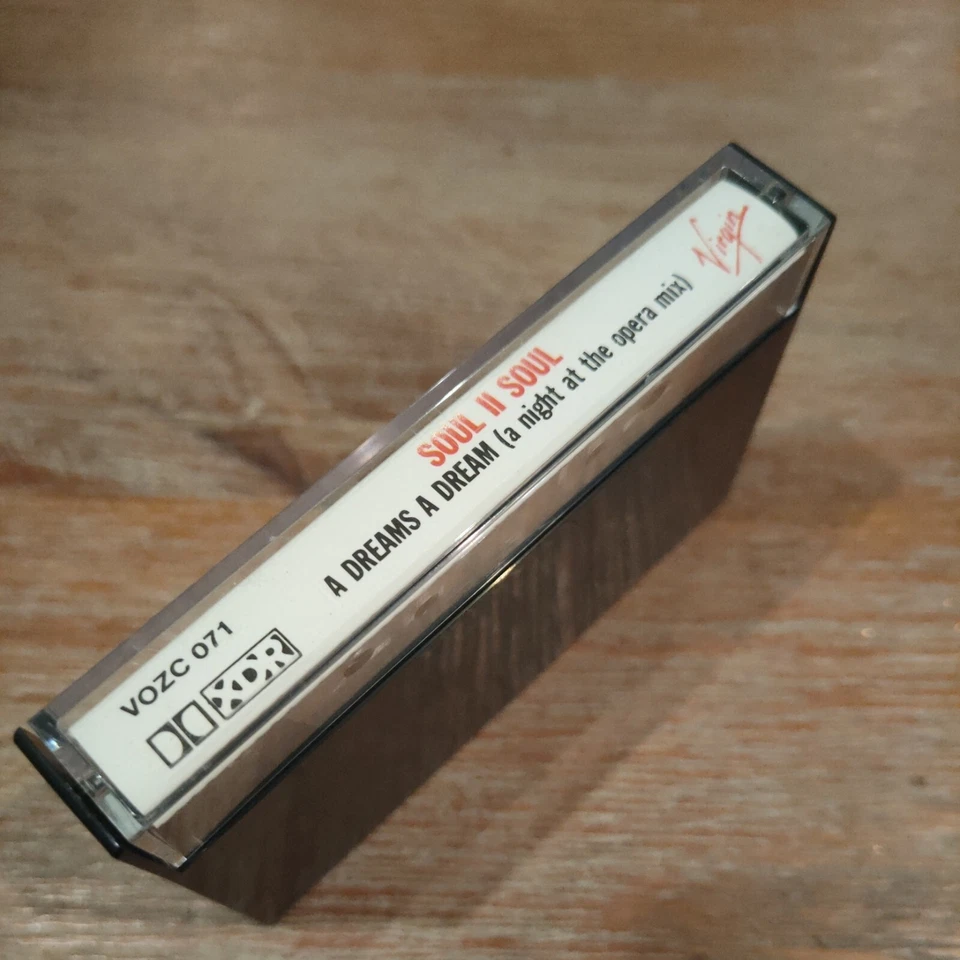 VOZC 071
XDR
SOUL II SOUL
A DREAMS A DREAM (a night at the opera mix)
Virgin